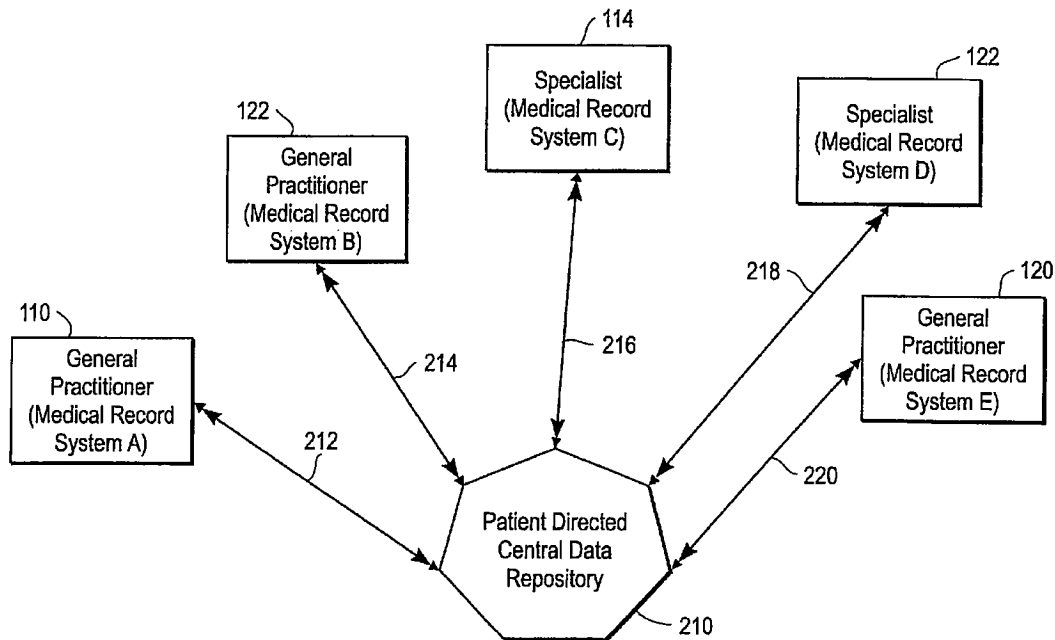 114
Specialist
(Medical Record
System C)
122
Specialist
(Medical Record
System D)
122
General
Practitioner
(Medical Record
System B)
110
General
Practitioner
(Medical Record
System A)
120
General
Practitioner
(Medical Record
System E)
212
214
216
218
220
Patient Directed
Central Data
Repository
210